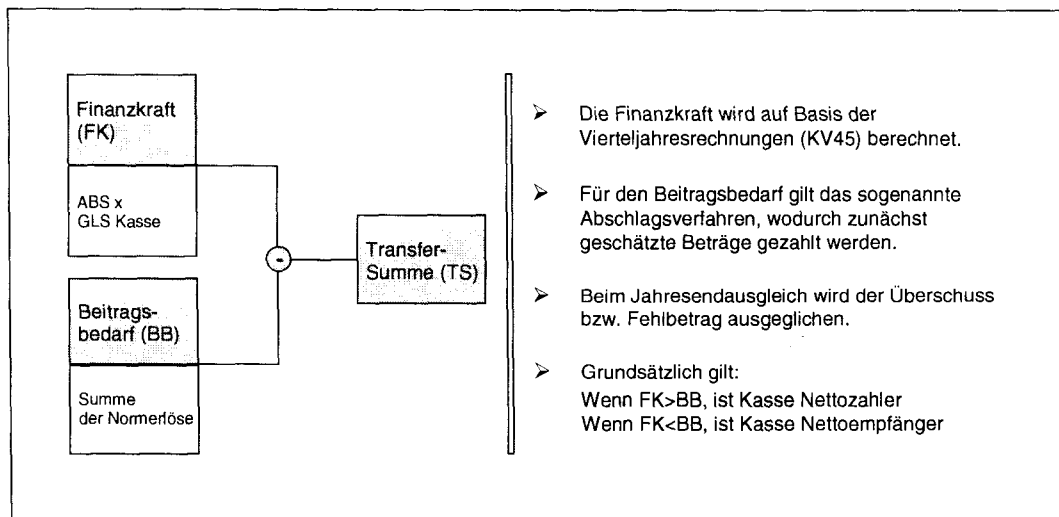 Finanzkraft
(FK)
ABS x
GLS Kasse
Beitrags-
bedarf (BB)
Summe
der Normerlöse
-
Transfer-
Summe (TS)
➢ Die Finanzkraft wird auf Basis der
Vierteljahresrechnungen (KV45) berechnet.
➢ Für den Beitragsbedarf gilt das sogenannte
Abschlagsverfahren, wodurch zunächst
geschätzte Beträge gezahlt werden.
➢ Beim Jahresendausgleich wird der Überschuss
bzw. Fehlbetrag ausgeglichen.
➢ Grundsätzlich gilt:
Wenn FK>BB, ist Kasse Nettozahler
Wenn FK<BB, ist Kasse Nettoempfänger